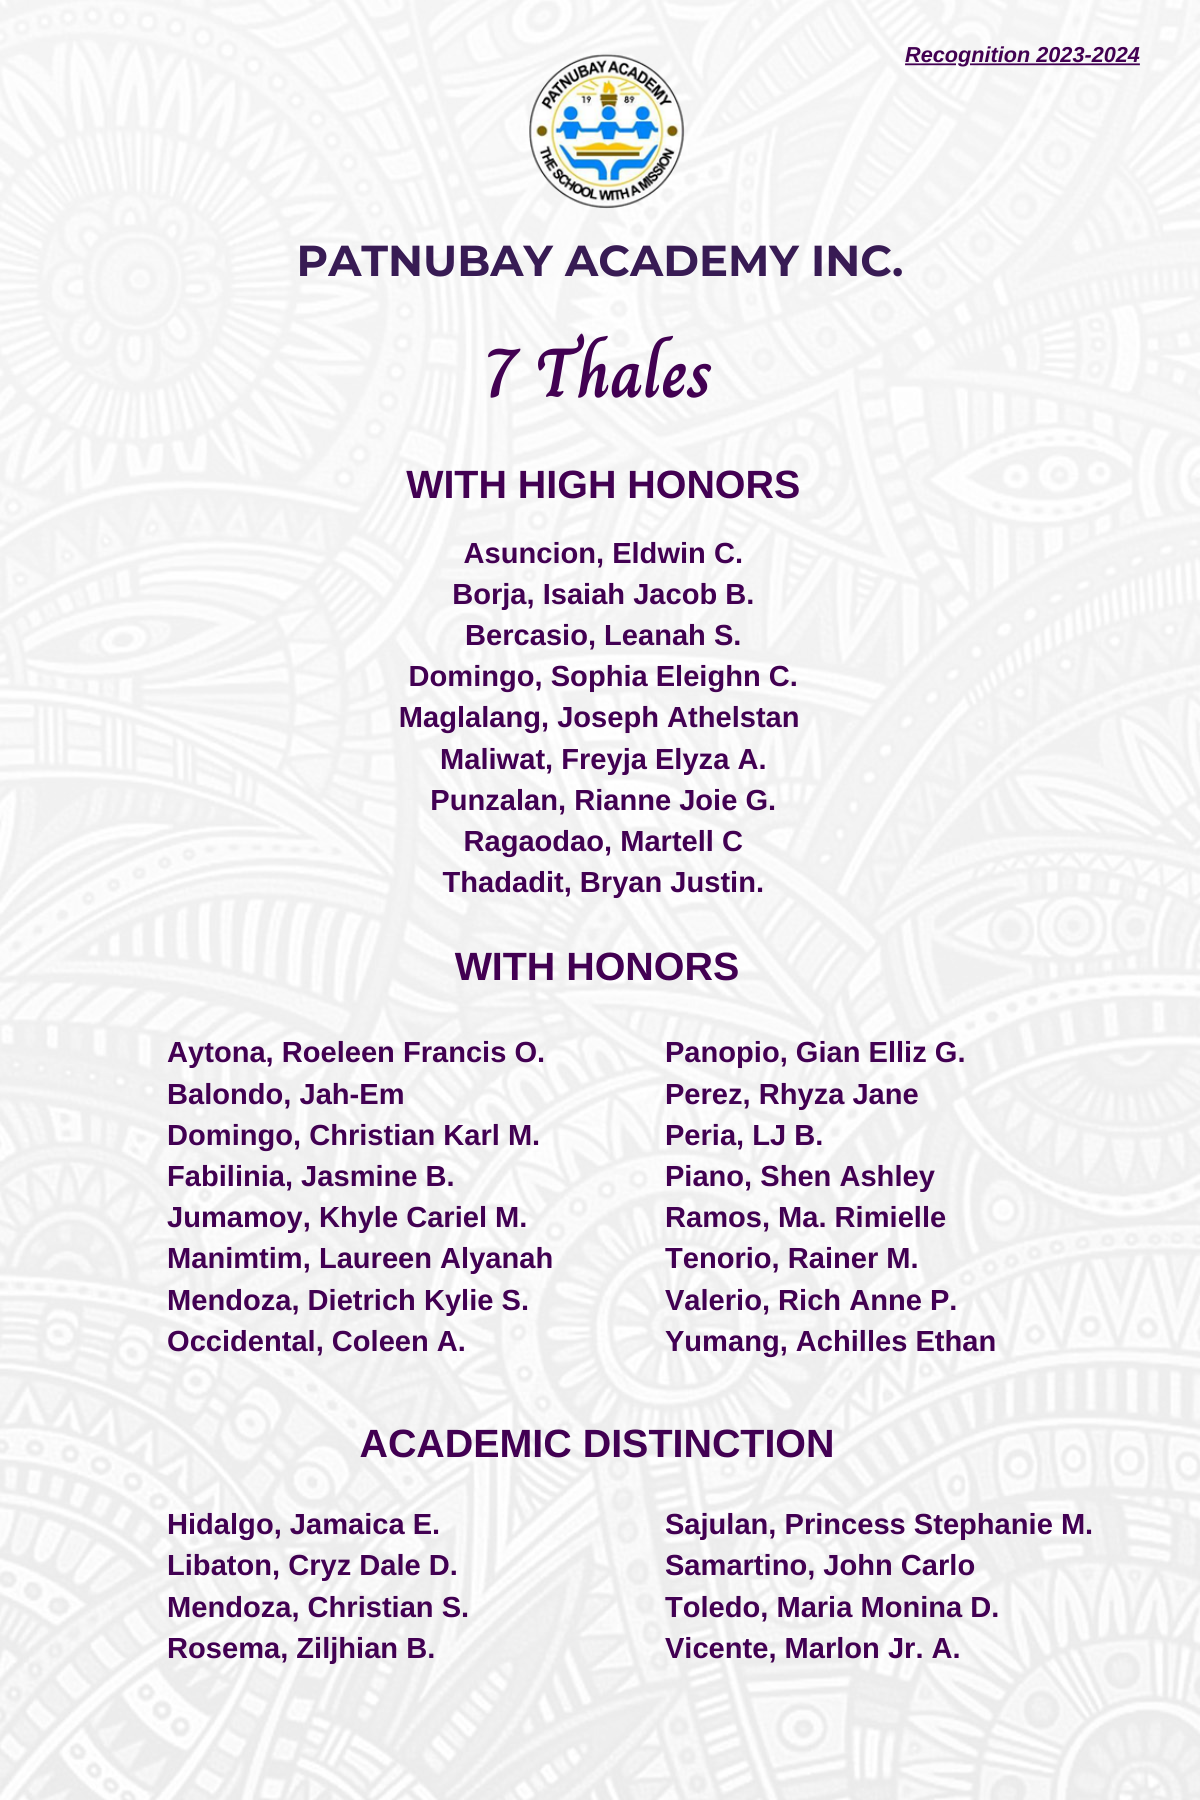 Recognition 2023-2024
PATNUBAY ACADEMY
19 89
THE SCHOOL WITH A MISSION
PATNUBAY ACADEMY INC.
7 Thales
WITH HIGH HONORS
Asuncion, Eldwin C.
Borja, Isaiah Jacob B.
Bercasio, Leanah S.
Domingo, Sophia Eleighn C.
Maglalang, Joseph Athelstan
Maliwat, Freyja Elyza A.
Punzalan, Rianne Joie G.
Ragaodao, Martell C
Thadadit, Bryan Justin.
WITH HONORS
Aytona, Roeleen Francis O.
Balondo, Jah-Em
Domingo, Christian Karl M.
Fabilinia, Jasmine B.
Jumamoy, Khyle Cariel M.
Manimtim, Laureen Alyanah
Mendoza, Dietrich Kylie S.
Occidental, Coleen A.
Panopio, Gian Elliz G.
Perez, Rhyza Jane
Peria, LJ B.
Piano, Shen Ashley
Ramos, Ma. Rimielle
Tenorio, Rainer M.
Valerio, Rich Anne P.
Yumang, Achilles Ethan
ACADEMIC DISTINCTION
Hidalgo, Jamaica E.
Libaton, Cryz Dale D.
Mendoza, Christian S.
Rosema, Ziljhian B.
Sajulan, Princess Stephanie M.
Samartino, John Carlo
Toledo, Maria Monina D.
Vicente, Marlon Jr. A.